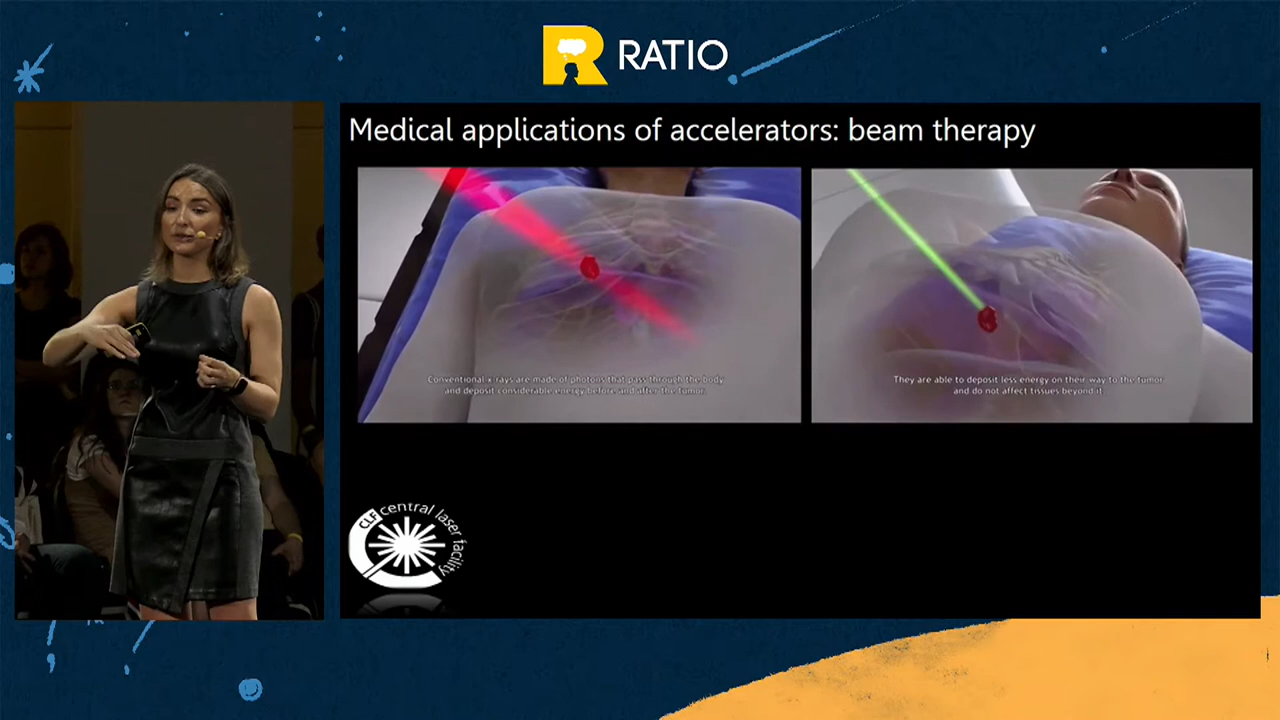 RATIO
Medical applications of accelerators: beam therapy
Conventional x-rays are made of photons that pass through the body
and deposit considerable energy before and after the tumor.
They are able to deposit less energy on their way to the tumor
and do not affect tissues beyond it.
CLF central laser facility